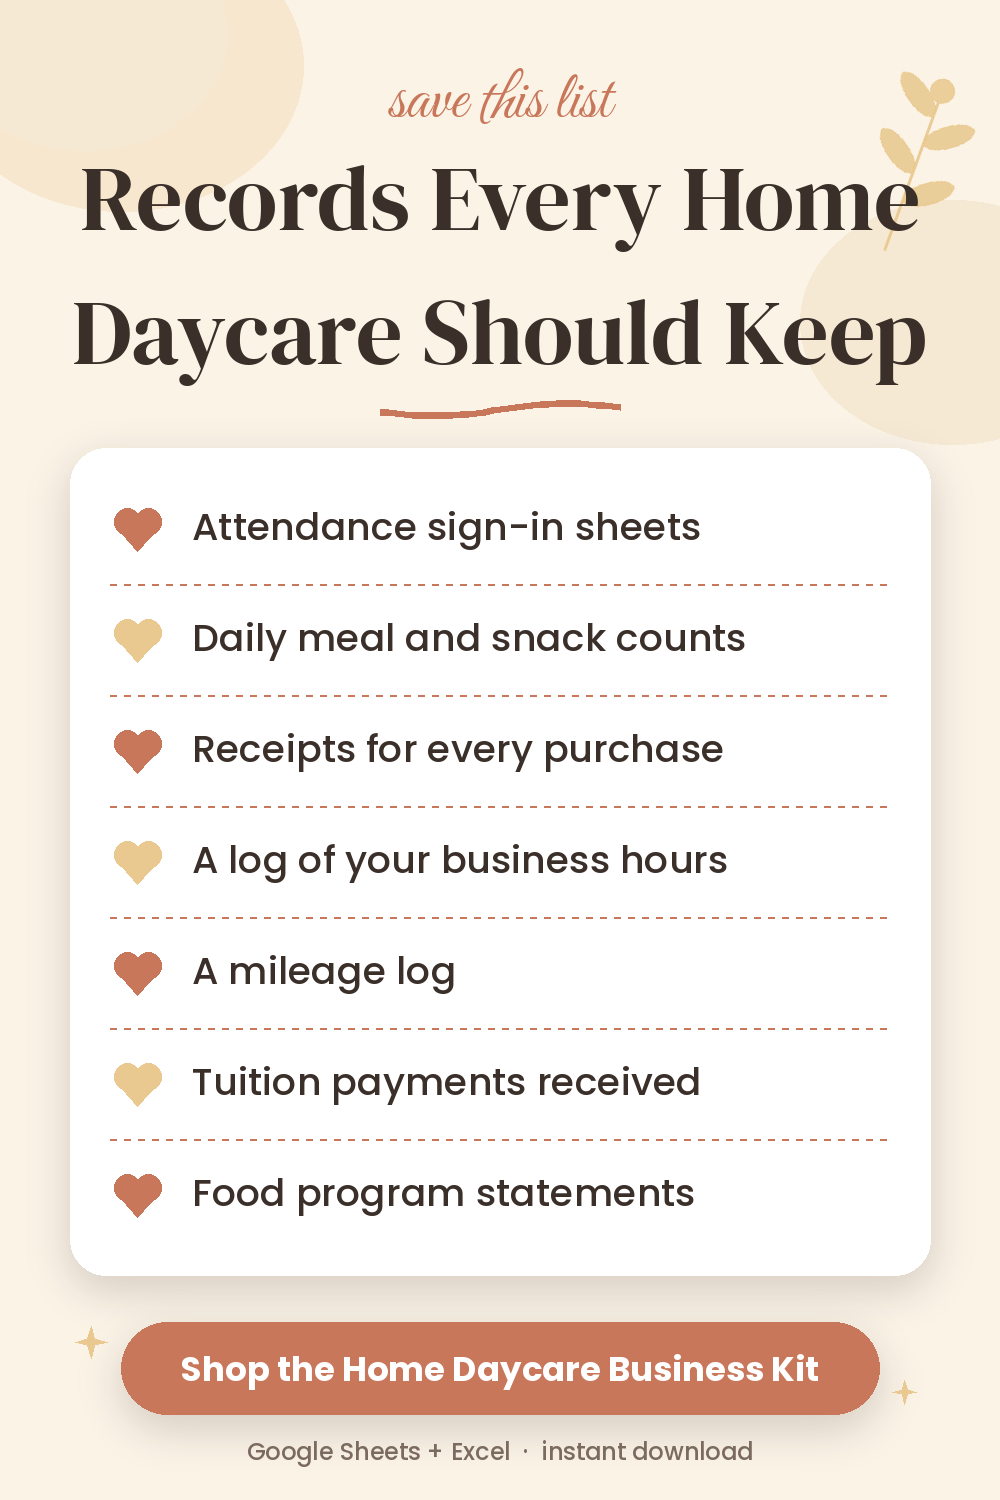 save this list
Records Every Home
Daycare Should Keep
Attendance sign-in sheets
Daily meal and snack counts
Receipts for every purchase
A log of your business hours
A mileage log
Tuition payments received
Food program statements
Shop the Home Daycare Business Kit
Google Sheets + Excel · instant download